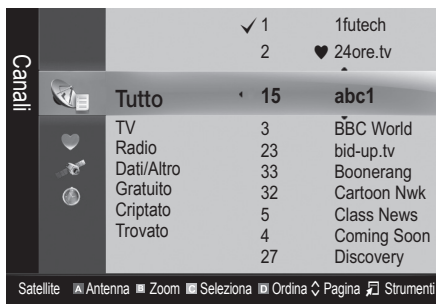 Canali
✓ 1 1futech
2 ♥ 24ore.tv
Tutto 15 abc1
TV 3 BBC World
Radio 23 bid-up.tv
Dati/Altro 33 Boonerang
Gratuito 32 Cartoon Nwk
Criptato 5 Class News
Trovato 4 Coming Soon
27 Discovery
Satellite A Antenna B Zoom C Seleziona D Ordina Pagina Strumenti